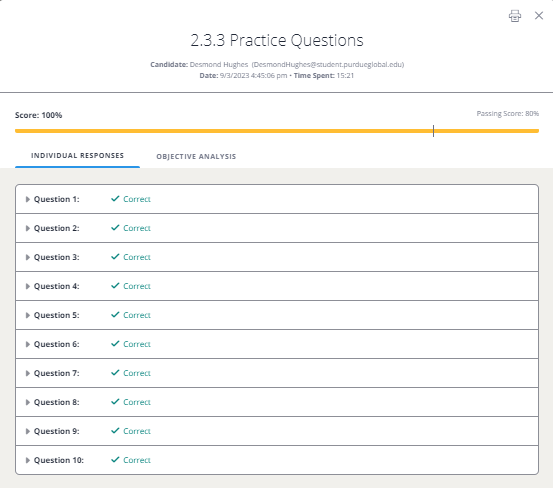 2.3.3 Practice Questions
Candidate: Desmond Hughes (DesmondHughes@student.purdueglobal.edu)
Date: 9/3/2023 4:45:06 pm • Time Spent: 15:21
Score: 100%
Passing Score: 80%
INDIVIDUAL RESPONSES
OBJECTIVE ANALYSIS
Question 1: Correct
Question 2: Correct
Question 3: Correct
Question 4: Correct
Question 5: Correct
Question 6: Correct
Question 7: Correct
Question 8: Correct
Question 9: Correct
Question 10: Correct